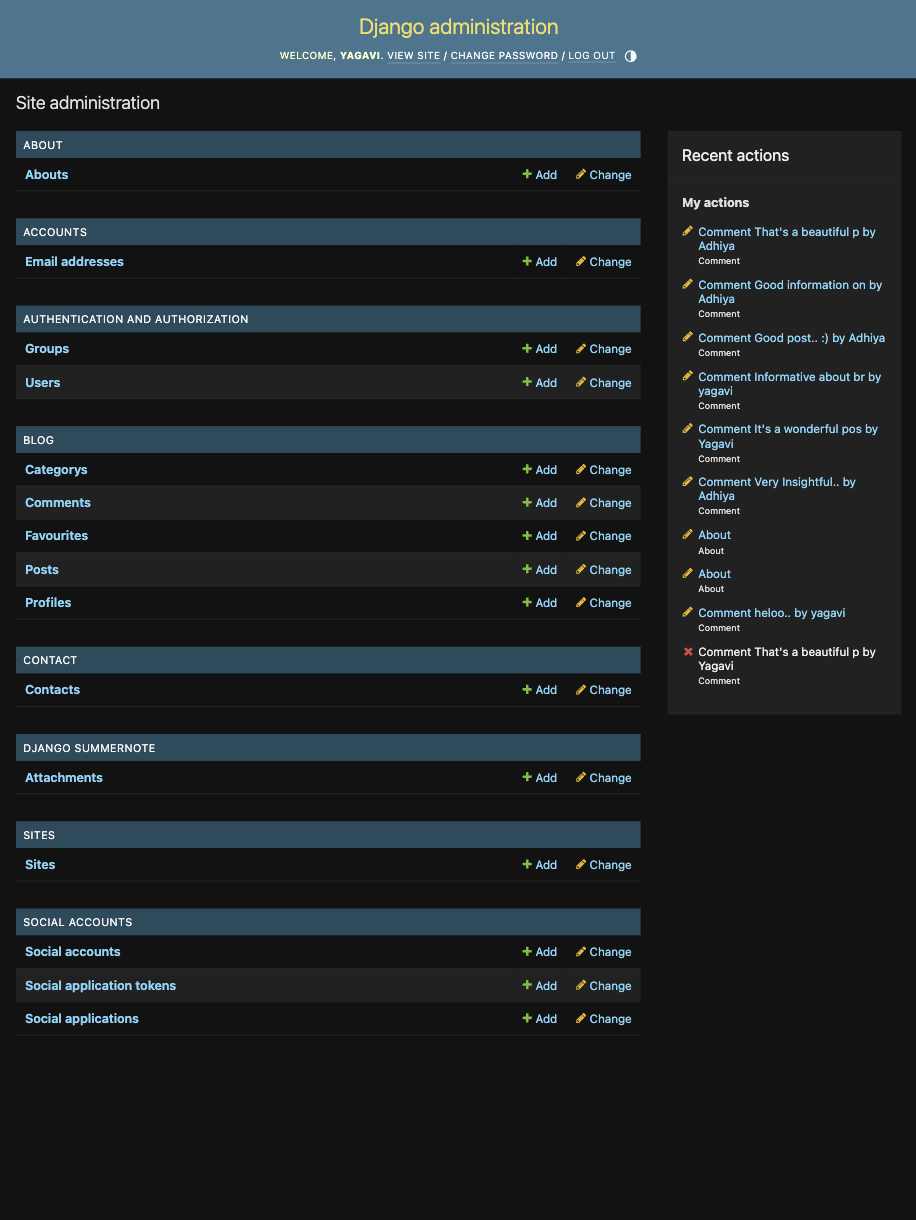 Django administration
WELCOME, YAGAVI. VIEW SITE / CHANGE PASSWORD / LOG OUT
Site administration
ABOUT
Abouts Add Change
ACCOUNTS
Email addresses Add Change
AUTHENTICATION AND AUTHORIZATION
Groups Add Change
Users Add Change
BLOG
Categorys Add Change
Comments Add Change
Favourites Add Change
Posts Add Change
Profiles Add Change
CONTACT
Contacts Add Change
DJANGO SUMMERNOTE
Attachments Add Change
SITES
Sites Add Change
SOCIAL ACCOUNTS
Social accounts Add Change
Social application tokens Add Change
Social applications Add Change
Recent actions
My actions
Comment That's a beautiful p by
Adhiya
Comment
Comment Good information on by
Adhiya
Comment
Comment Good post.. :) by Adhiya
Comment
Comment Informative about br by
yagavi
Comment
Comment It's a wonderful pos by
Yagavi
Comment
Comment Very Insightful.. by
Adhiya
Comment
About
About
About
About
Comment heloo.. by yagavi
Comment
Comment That's a beautiful p by
Yagavi
Comment